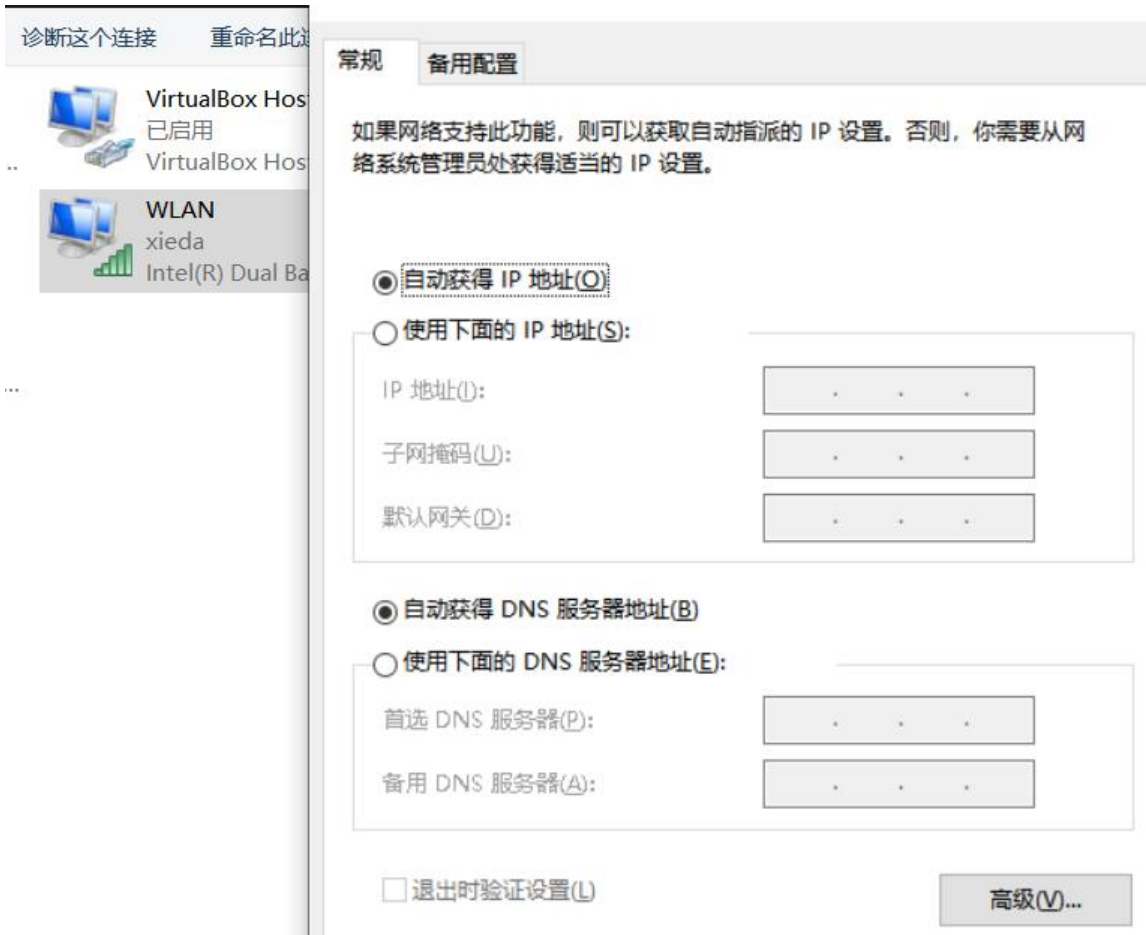 诊断这个连接
重命名此
VirtualBox Hos
已启用
VirtualBox Hos
..
WLAN
xieda
Intel(R) Dual Ba
...
常规
备用配置
如果网络支持此功能，则可以获取自动指派的 IP 设置。否则，你需要从网
络系统管理员处获得适当的 IP 设置。
自动获得 IP 地址(O)
使用下面的 IP 地址(S):
IP 地址(I):
. . .
子网掩码(U):
. . .
默认网关(D):
. . .
自动获得 DNS 服务器地址(B)
使用下面的 DNS 服务器地址(E):
首选 DNS 服务器(P):
. . .
备用 DNS 服务器(A):
. . .
退出时验证设置(L)
高级(V)...